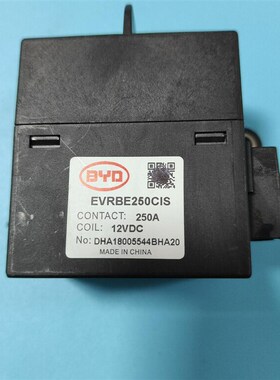 BYD
EVRBE250CIS
CONTACT: 250A
COIL: 12VDC
No: DHA18005544BHA20
MADE IN CHINA